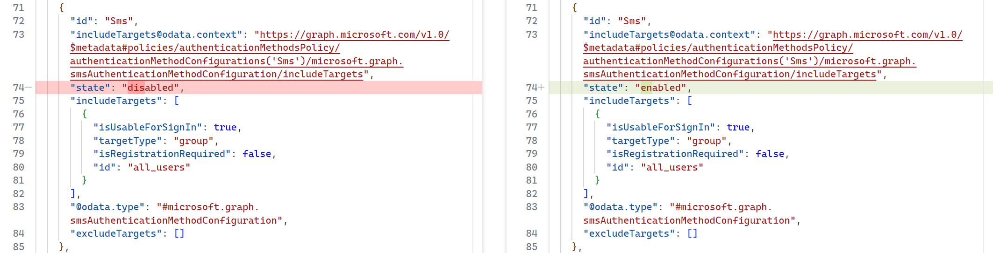 71 {
72 "id": "Sms",
73 "includeTargets@odata.context": "https://graph.microsoft.com/v1.0/
$metadata#policies/authenticationMethodsPolicy/
authenticationMethodConfigurations('Sms')/microsoft.graph.
smsAuthenticationMethodConfiguration/includeTargets",
74— "state": "disabled",
75 "includeTargets": [
76 {
77 "isUsableForSignIn": true,
78 "targetType": "group",
79 "isRegistrationRequired": false,
80 "id": "all_users"
81 }
82 ],
83 "@odata.type": "#microsoft.graph.
smsAuthenticationMethodConfiguration",
84 "excludeTargets": []
85 },
71 {
72 "id": "Sms",
73 "includeTargets@odata.context": "https://graph.microsoft.com/v1.0/
$metadata#policies/authenticationMethodsPolicy/
authenticationMethodConfigurations('Sms')/microsoft.graph.
smsAuthenticationMethodConfiguration/includeTargets",
74+ "state": "enabled",
75 "includeTargets": [
76 {
77 "isUsableForSignIn": true,
78 "targetType": "group",
79 "isRegistrationRequired": false,
80 "id": "all_users"
81 }
82 ],
83 "@odata.type": "#microsoft.graph.
smsAuthenticationMethodConfiguration",
84 "excludeTargets": []
85 },